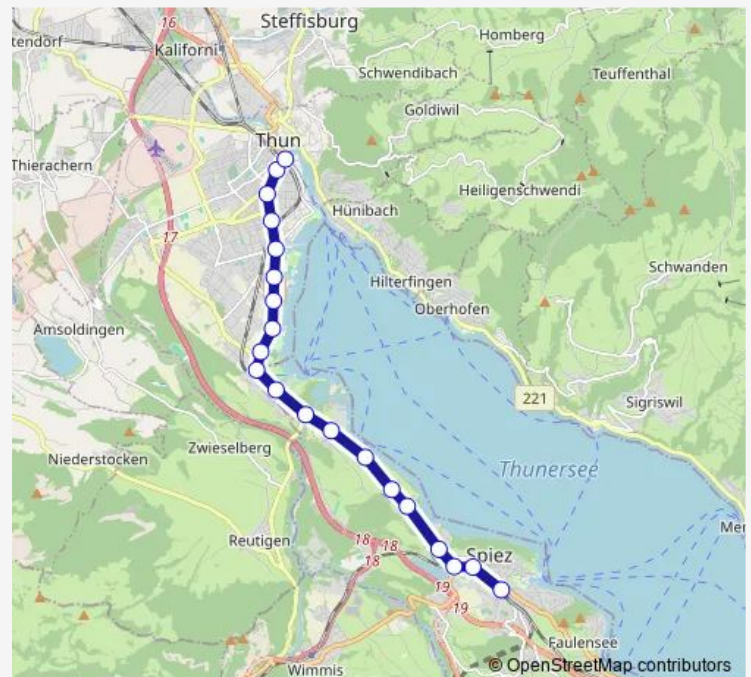 16
Steffisburg
tendorf
Kaliforni
Homberg
Schwendibach
Teuffenthal
Goldiwil
Thun
Thierachern
Heiligenschwendi
Hünibach
17
Schwanden
Hilterfingen
Oberhofen
Amsoldingen
221
Sigriswil
Zwieselberg
Niederstocken
Thunersee
Mer
Reutigen
18
18
18
Spiez
19
19
Faulensee
Wimmis
© OpenStreetMap contributors